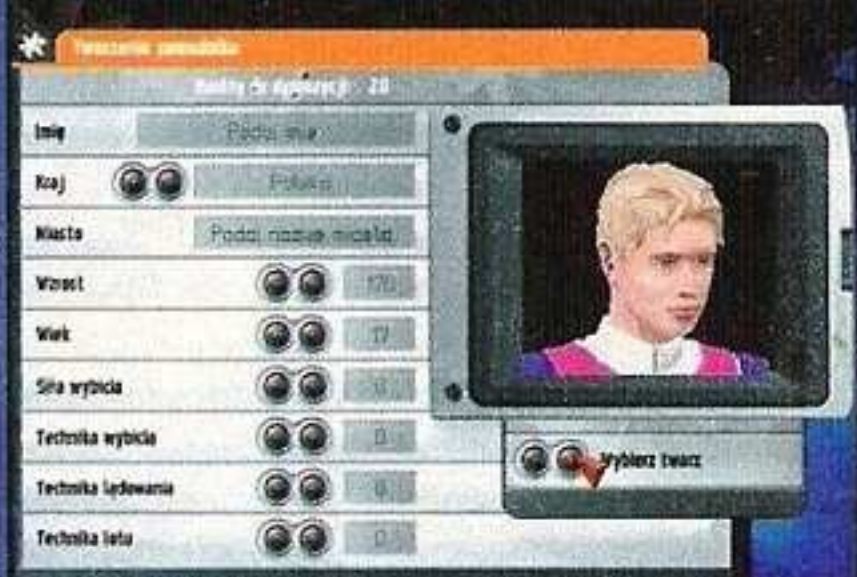 Tworzenie zawodnika
Punkty do dyspozycji: 20
Imię Podaj imię
Kraj Polska
Miasto Podaj nazwę miasta
Wzrost 170
Wiek 17
Siła wybicia 0
Technika wybicia 0
Technika lądowania 0
Technika lotu 0
Wybierz twarz